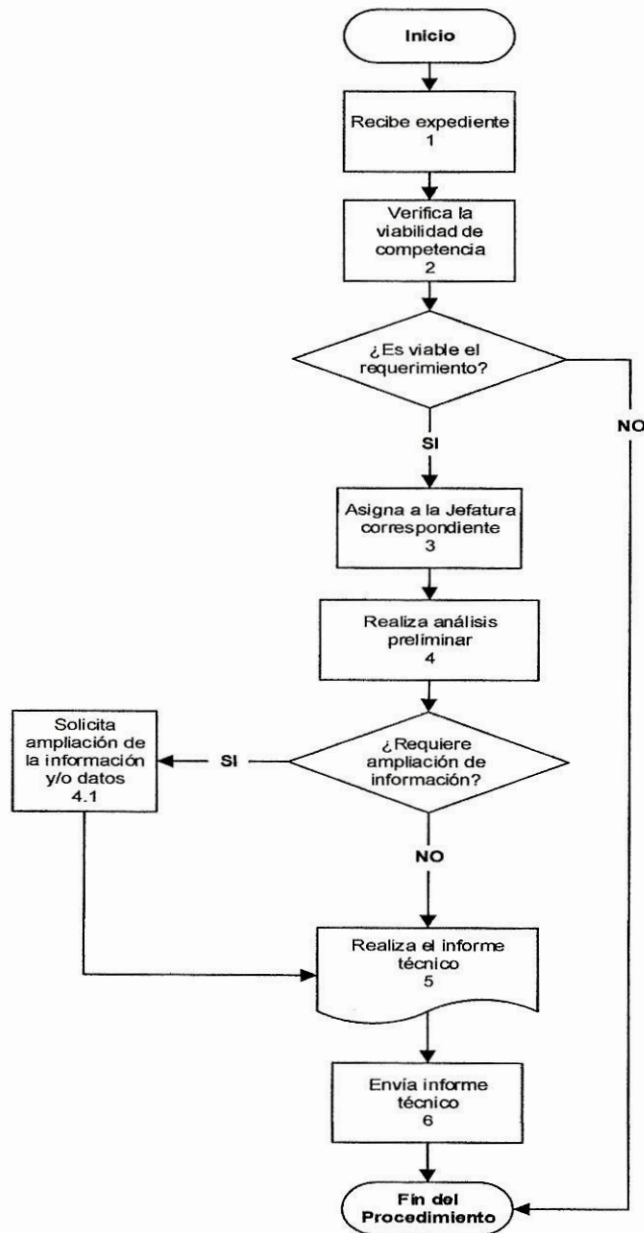 Inicio
Recibe expediente
1
Verifica la
viabilidad de
competencia
2
¿Es viable el
requerimiento?
NO
SI
Asigna a la Jefatura
correspondiente
3
Realiza análisis
preliminar
4
Solicita
ampliación de
la información
y/o datos
4.1
SI
¿Requiere
ampliación de
información?
NO
Realiza el informe
técnico
5
Envía informe
técnico
6
Fín del
Procedimiento